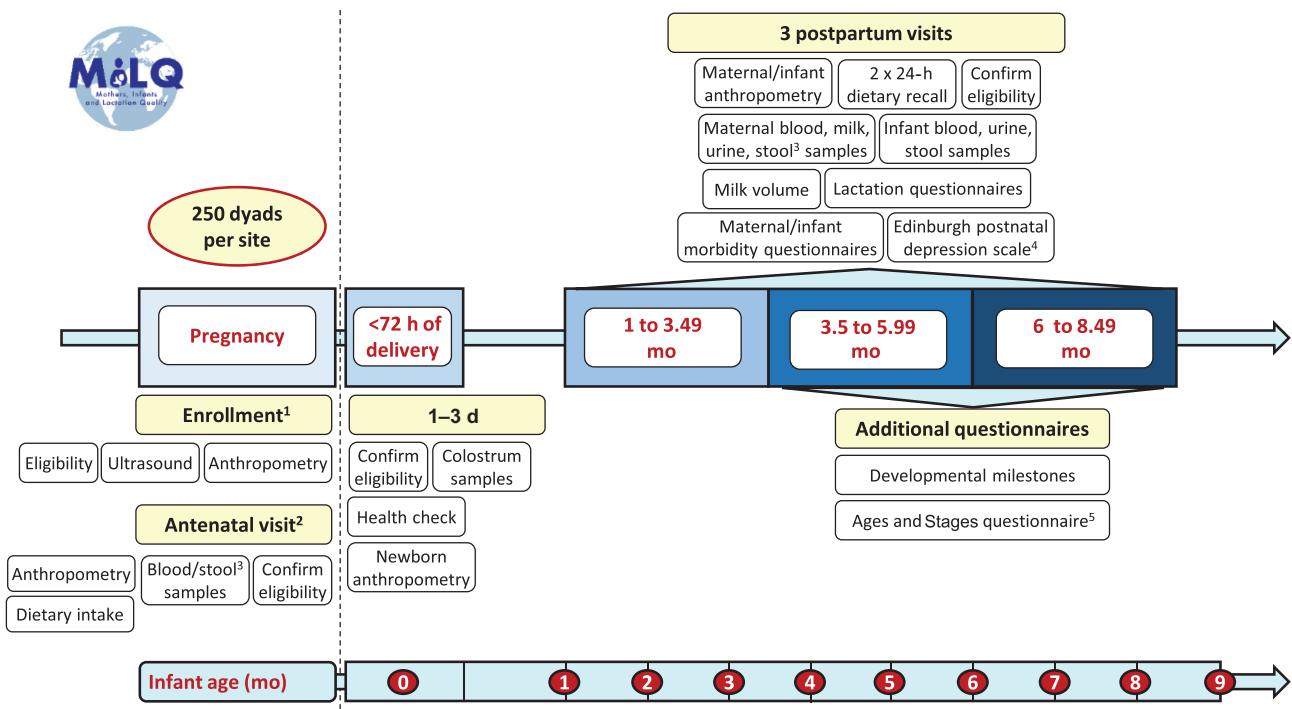 MiLQ
Mothers, Infants
and Lactation Quality
3 postpartum visits
Maternal/infant
anthropometry
2 x 24-h
dietary recall
Confirm
eligibility
Maternal blood, milk,
urine, stool³ samples
Infant blood, urine,
stool samples
Milk volume
Lactation questionnaires
Maternal/infant
morbidity questionnaires
Edinburgh postnatal
depression scale⁴
250 dyads
per site
Pregnancy
<72 h of
delivery
1 to 3.49
mo
3.5 to 5.99
mo
6 to 8.49
mo
Enrollment¹
Eligibility
Ultrasound
Anthropometry
Antenatal visit²
Anthropometry
Blood/stool³
samples
Confirm
eligibility
Dietary intake
1–3 d
Confirm
eligibility
Colostrum
samples
Health check
Newborn
anthropometry
Additional questionnaires
Developmental milestones
Ages and Stages questionnaire⁵
Infant age (mo)
0 1 2 3 4 5 6 7 8 9